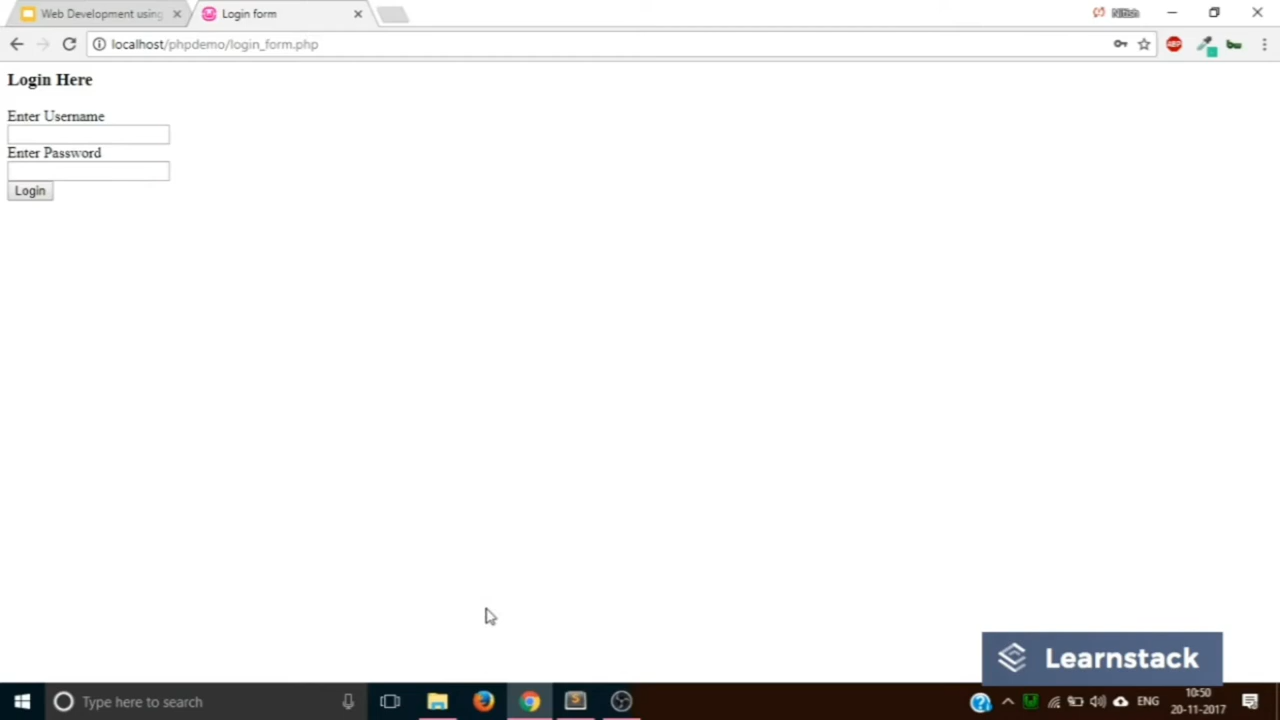 Web Development using
Login form
localhost/phpdemo/login_form.php
Login Here
Enter Username
Enter Password
Login
Learnstack
Type here to search
ENG
10:50
20-11-2017